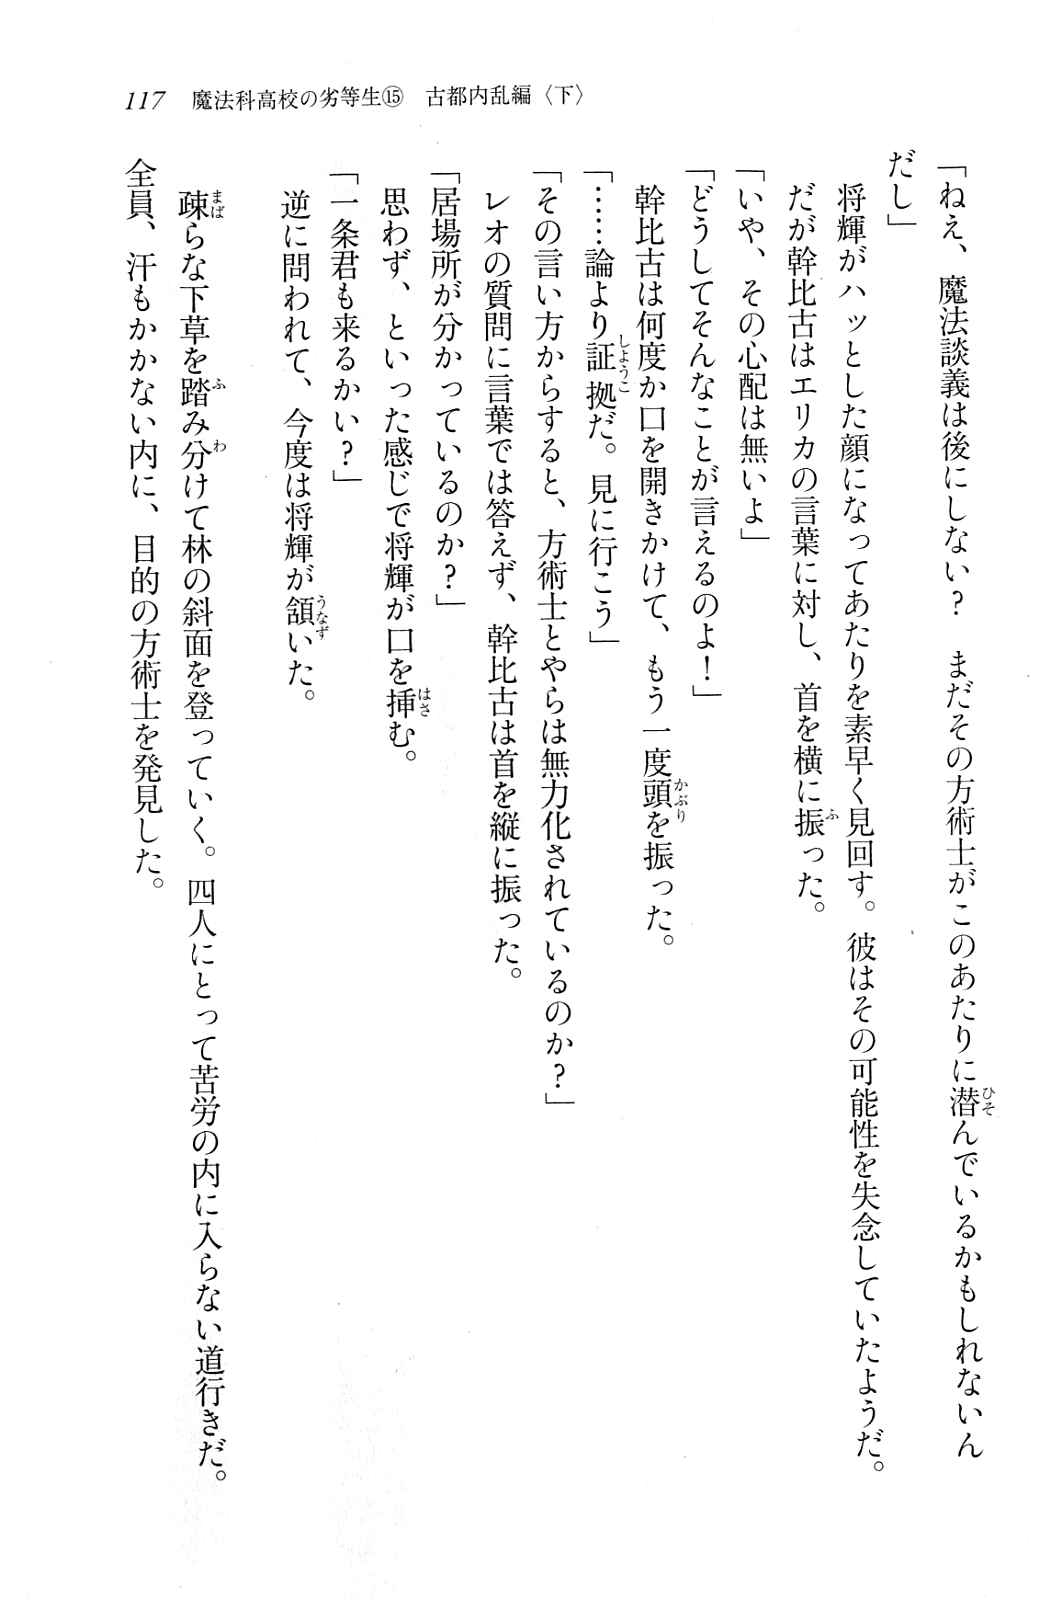 117　魔法科高校の劣等生⑮　古都内乱編〈下〉
「ねえ、魔法談義は後にしない？　まだその方術士がこのあたりに潜んでいるかもしれないん
だし」
　将輝がハッとした顔になってあたりを素早く見回す。彼はその可能性を失念していたようだ。
　だが幹比古はエリカの言葉に対し、首を横に振った。
「いや、その心配は無いよ」
「どうしてそんなことが言えるのよ！」
　幹比古は何度か口を開きかけて、もう一度頭を振った。
「……論より証拠だ。見に行こう」
「その言い方からすると、方術士とやらは無力化されているのか？」
　レオの質問に言葉では答えず、幹比古は首を縦に振った。
「居場所が分かっているのか？」
　思わず、といった感じで将輝が口を挿む。
「一条君も来るかい？」
　逆に問われて、今度は将輝が頷いた。

　疎らな下草を踏み分けて林の斜面を登っていく。四人にとって苦労の内に入らない道行きだ。
全員、汗もかかない内に、目的の方術士を発見した。